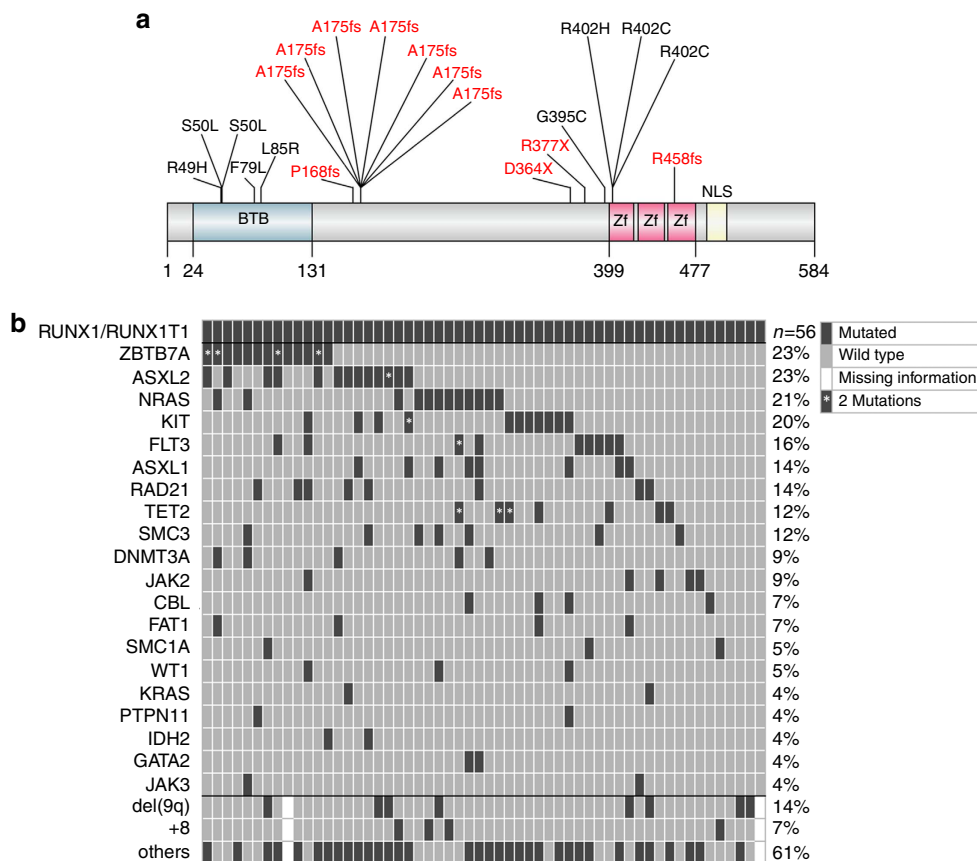 a
A175fs A175fs R402H R402C
A175fs A175fs R402C
A175fs A175fs
A175fs
S50L S50L G395C
L85R R377X
R49H F79L P168fs D364X R458fs
NLS
BTB Zf Zf Zf
1 24 131 399 477 584
b
RUNX1/RUNX1T1 n=56
ZBTB7A * * * * 23%
ASXL2 * 23%
NRAS 21%
KIT * 20%
FLT3 * 16%
ASXL1 14%
RAD21 14%
TET2 * * * 12%
SMC3 12%
DNMT3A 9%
JAK2 9%
CBL 7%
FAT1 7%
SMC1A 5%
WT1 5%
KRAS 4%
PTPN11 4%
IDH2 4%
GATA2 4%
JAK3 4%
del(9q) 14%
+8 7%
others 61%
Mutated
Wild type
Missing information
* 2 Mutations